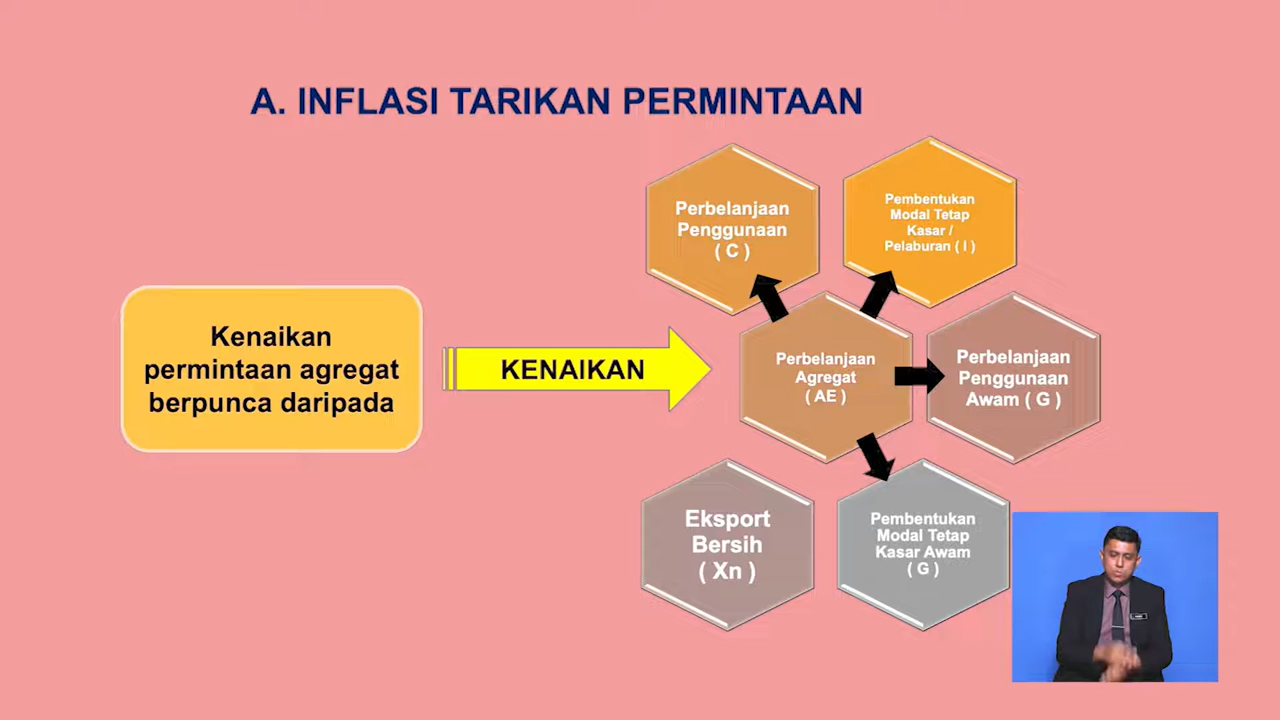 A. INFLASI TARIKAN PERMINTAAN
Kenaikan
permintaan agregat
berpunca daripada
KENAIKAN
Perbelanjaan
Penggunaan
( C )
Pembentukan
Modal Tetap
Kasar /
Pelaburan ( I )
Perbelanjaan
Agregat
( AE )
Perbelanjaan
Penggunaan
Awam ( G )
Eksport
Bersih
( Xn )
Pembentukan
Modal Tetap
Kasar Awam
( G )